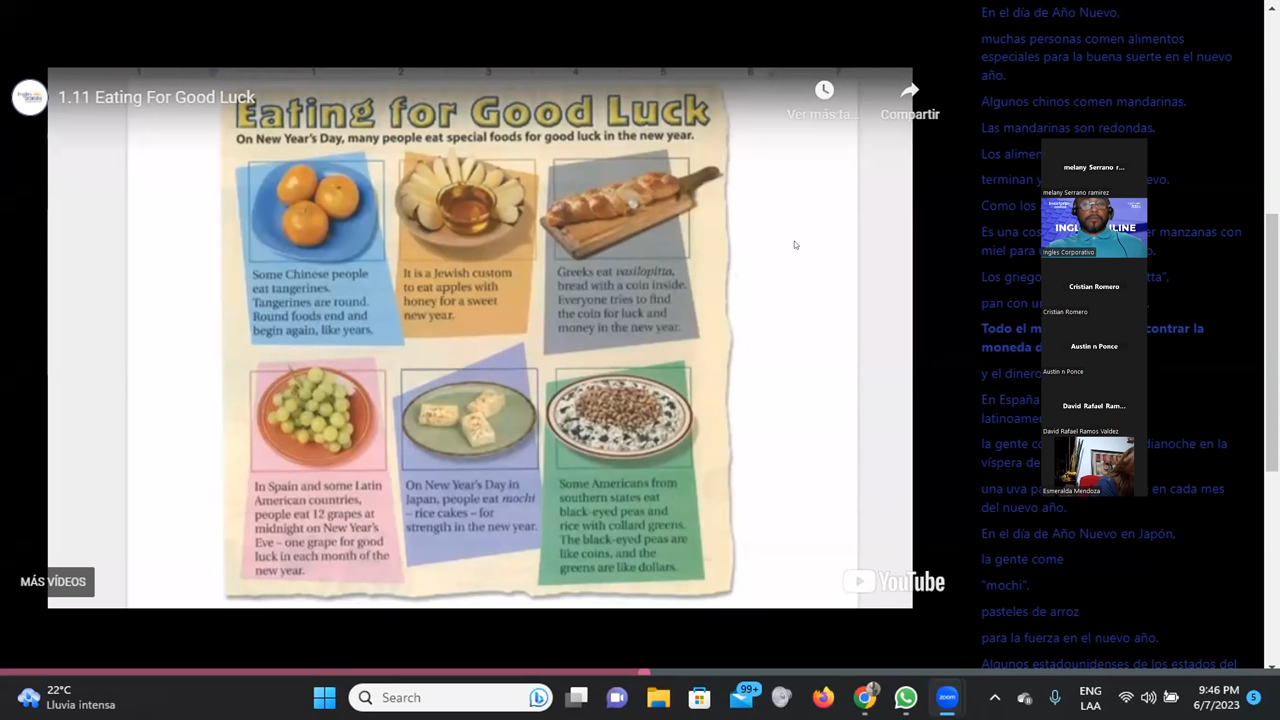 1.11 Eating For Good Luck
Ver más ta...
Compartir
Eating for Good Luck
On New Year's Day, many people eat special foods for good luck in the new year.
Some Chinese people
eat tangerines.
Tangerines are round.
Round foods end and
begin again, like years.
It is a Jewish custom
to eat apples with
honey for a sweet
new year.
Greeks eat vasilopitta,
bread with a coin inside.
Everyone tries to find
the coin for luck and
money in the new year.
In Spain and some Latin
American countries,
people eat 12 grapes at
midnight on New Year's
Eve – one grape for good
luck in each month of the
new year.
On New Year's Day in
Japan, people eat mochi
– rice cakes – for
strength in the new year.
Some Americans from
southern states eat
black-eyed peas and
rice with collard greens.
The black-eyed peas are
like coins, and the
greens are like dollars.
MÁS VÍDEOS
YouTube
En el día de Año Nuevo,
muchas personas comen alimentos
especiales para la buena suerte en el nuevo
año.
Algunos chinos comen mandarinas.
Las mandarinas son redondas.
Los
terminan
Como los
Es una manzanas con
miel para
Los
pan con
Todo el contrar la
moneda
y el
En España
la gente en la
víspera
una uva en cada mes
del nuevo año.
En el día de Año Nuevo en Japón,
la gente come
"mochi".
pasteles de arroz
para la fuerza en el nuevo año.
Algunos estadounidenses de los estados del
melany Serrano r...
melany Serrano ramirez
INGL NLINE
Ingles Corporativo
Cristian Romero
Cristian Romero
Austin n Ponce
Austin n Ponce
David Rafael Ram...
David Rafael Ramos Valdez
Esmeralda Mendoza
22°C
Lluvia intensa
Search
99+
zoom
ENG
LAA
9:46 PM
6/7/2023
5